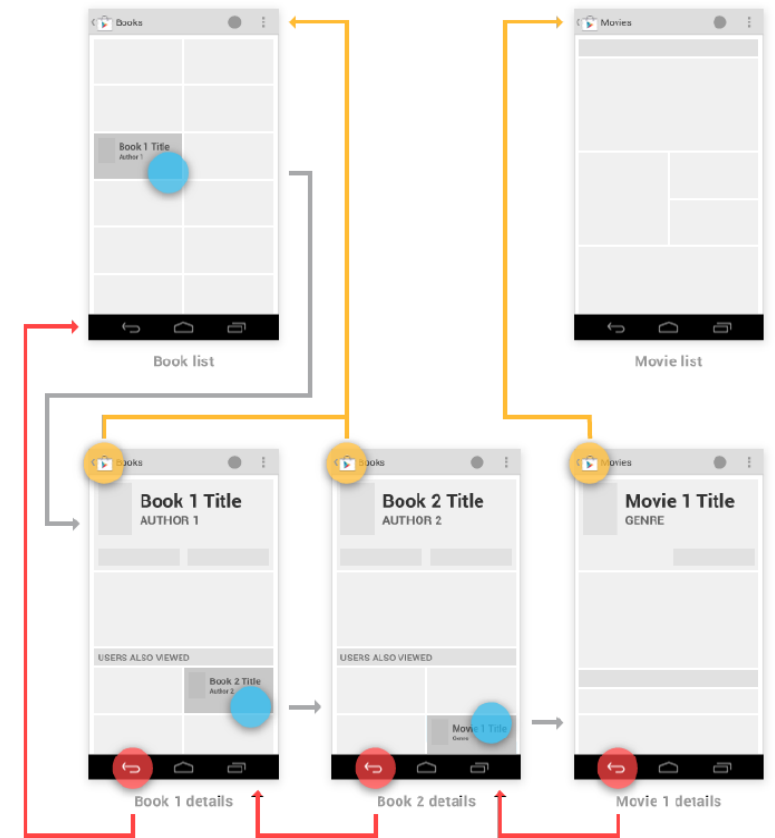 Books
Movies
Book 1 Title
Author 1
Book list
Movie list
Books
Books
Movies
Book 1 Title
AUTHOR 1
Book 2 Title
AUTHOR 2
Movie 1 Title
GENRE
USERS ALSO VIEWED
USERS ALSO VIEWED
Book 2 Title
Author 2
Movie 1 Title
Genre
Book 1 details
Book 2 details
Movie 1 details